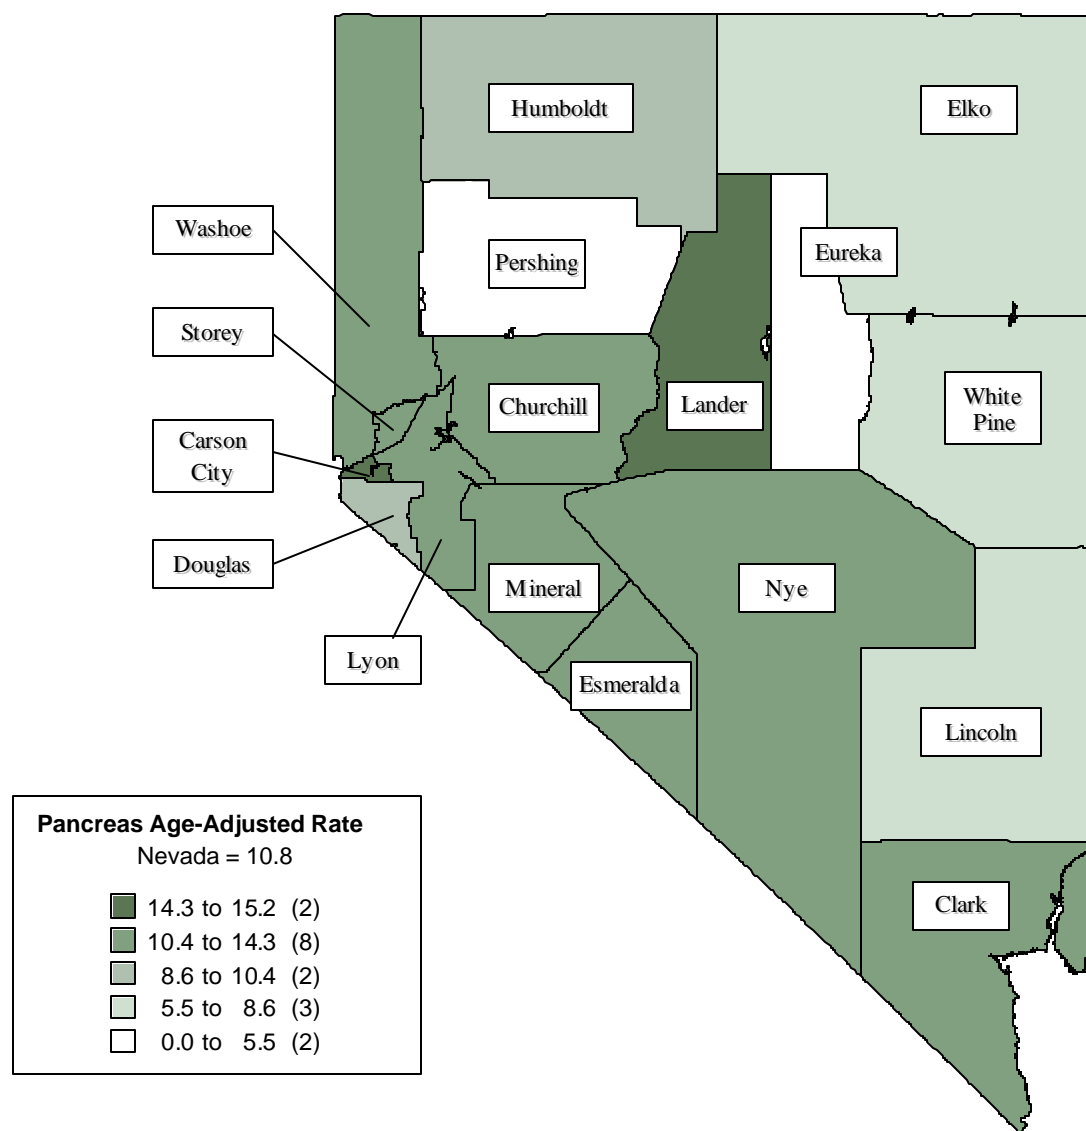 Humboldt
Elko
Washoe
Pershing
Eureka
Storey
Churchill
Lander
White
Pine
Carson
City
Douglas
Mineral
Nye
Lyon
Esmeralda
Lincoln
Clark
Pancreas Age-Adjusted Rate
Nevada = 10.8
14.3 to 15.2 (2)
10.4 to 14.3 (8)
8.6 to 10.4 (2)
5.5 to 8.6 (3)
0.0 to 5.5 (2)